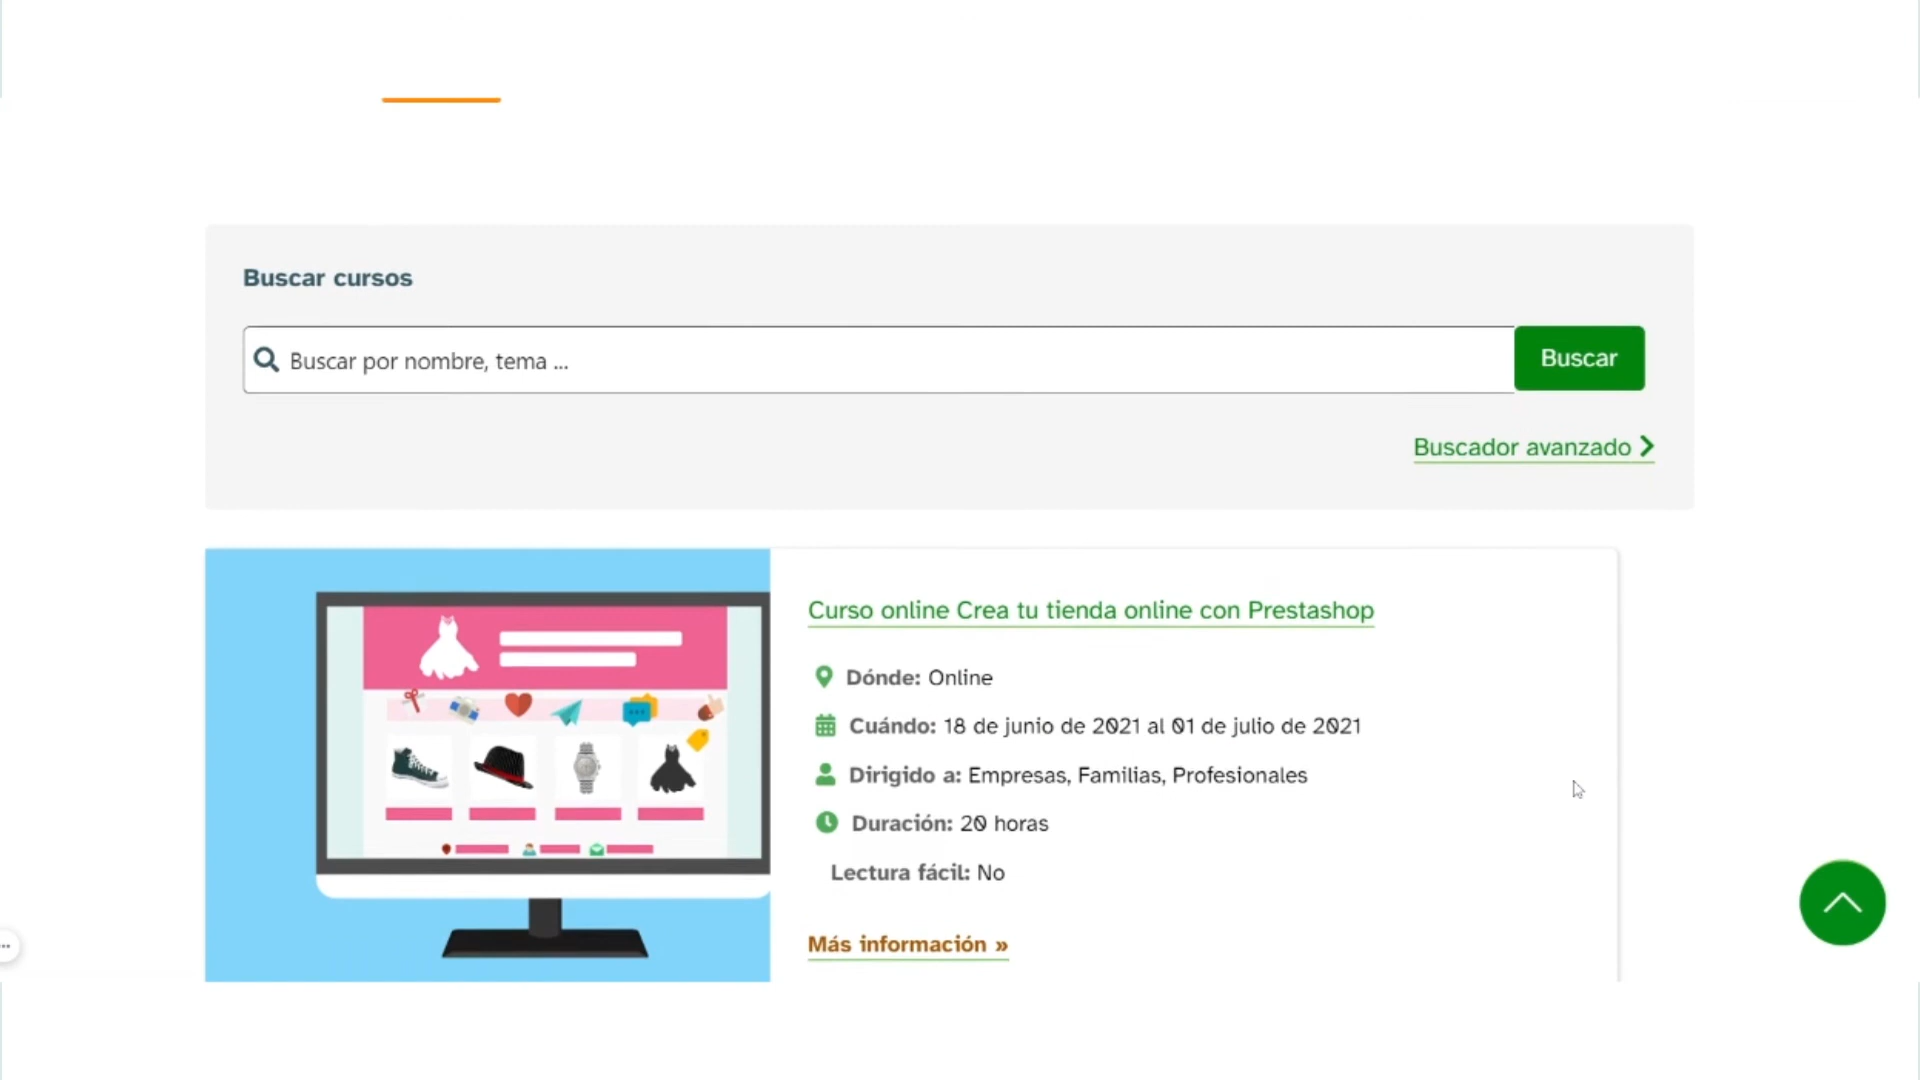 Buscar cursos
Buscar por nombre, tema ...
Buscar
Buscador avanzado
Curso online Crea tu tienda online con Prestashop
Dónde: Online
Cuándo: 18 de junio de 2021 al 01 de julio de 2021
Dirigido a: Empresas, Familias, Profesionales
Duración: 20 horas
Lectura fácil: No
Más información »